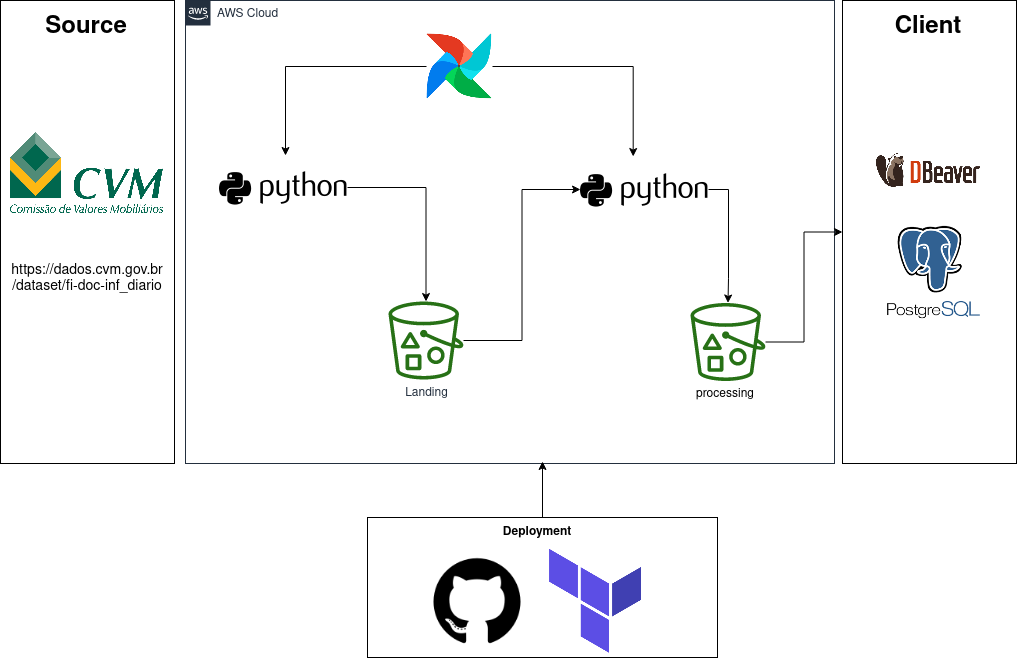 Source
CVM
Comissão de Valores Mobiliários
https://dados.cvm.gov.br
/dataset/fi-doc-inf_diario
aws
AWS Cloud
python
python
Landing
processing
Client
DBeaver
PostgreSQL
Deployment